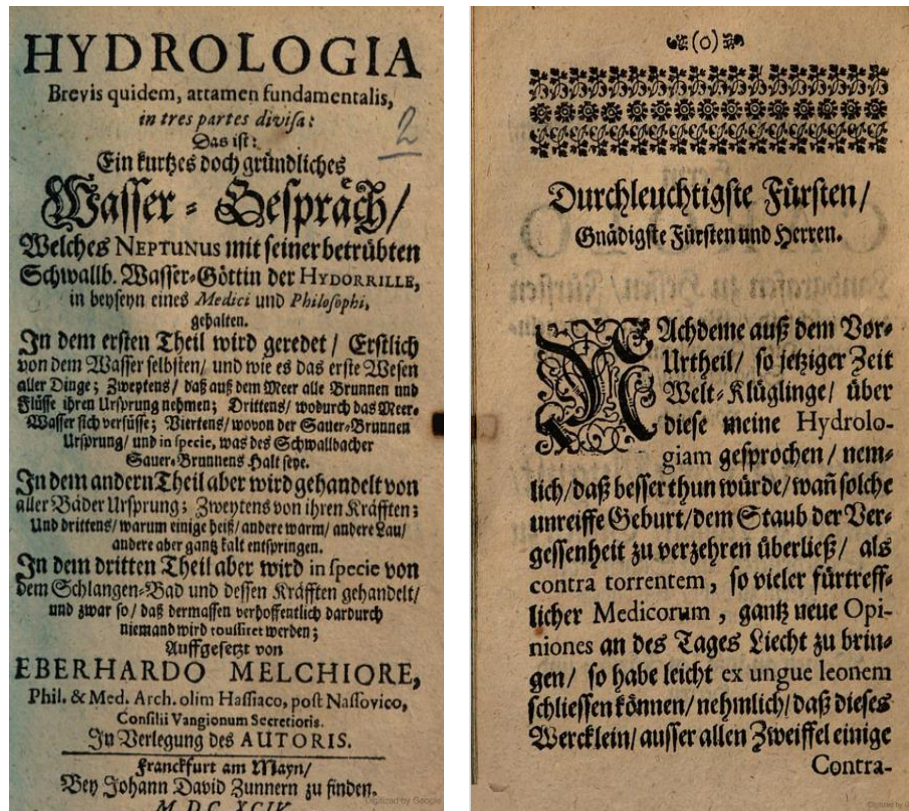 HYDROLOGIA
Brevis quidem, attamen fundamentalis,
in tres partes divisa:
2
Das ist:
Ein kurtzes doch gründliches
Wasser-Gespräch/
Welches NEPTUNUS mit seiner betrübten
Schwallb. Wasser-Göttin der HYDORRILLE,
in beyseyn eines Medici und Philosophi,
gehalten.
In dem ersten Theil wird geredet / Erstlich
von dem Wasser selbsten/ und wie es das erste Wesen
aller Dinge; Zweytens/ daß auß dem Meer alle Brunnen und
Flüsse ihren Ursprung nehmen; Drittens/ wodurch das Meer-
Wasser sich versüsse; Viertens/ wovon der Sauer-Brunnen
Ursprung/ und in specie, was des Schwallbacher
Sauer-Brunnens Halt seye.
In dem andern Theil aber wird gehandelt von
aller Bäder Ursprung; Zweytens von ihren Kräfften;
Und drittens/ warum einige heiß/ andere warm/ andere Lau/
andere aber gantz kalt entspringen.
In dem dritten Theil aber wird in specie von
dem Schlangen-Bad und dessen Kräfften gehandelt/
und zwar so/ daß dermassen verhoffentlich dardurch
niemand wird touschiret werden;
Auffgesetzt von
EBERHARDO MELCHIORE,
Phil. & Med. Arch. olim Hassiaco, post Nassovico,
Consilii Vangionum Secretioris.
In Verlegung des AUTORIS.
Franckfurt am Mayn/
Bey Johann David Zunnern zu finden.
M. D. C. XCIV.
Digitized by Google
(0)
Durchleuchtigste Fürsten/
Gnädigste Fürsten und Herren.
NAchdeme auß dem Vor-
Urtheil/ so jetziger Zeit
Welt-Klüglinge/ über
diese meine Hydrolo-
giam gesprochen / nem-
lich/ daß besser thun würde/ wañ solche
unreiffe Geburt/ dem Staub der Ver-
gessenheit zu verzehren überließ/ als
contra torrentem, so vieler fürtreff-
licher Medicorum, gantz neue Opi-
niones an des Tages Liecht zu brin-
gen/ so habe leicht ex ungue leonem
schliessen können/ nehmlich/ daß dieses
Wercklein/ ausser allen Zweiffel einige
Contra-